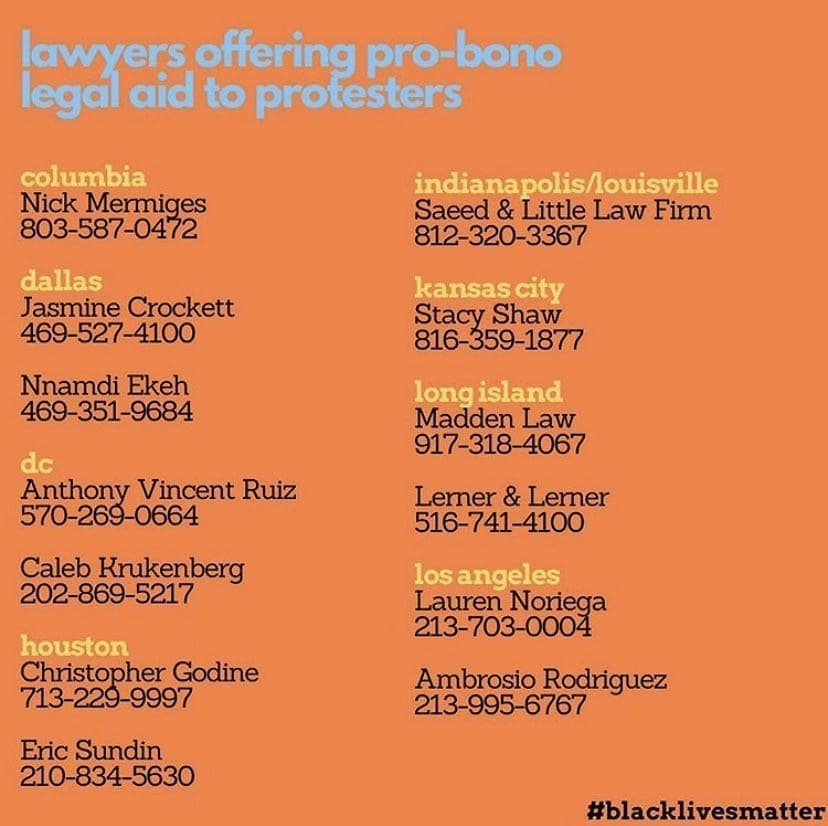 lawyers offering pro-bono
legal aid to protesters
columbia
Nick Mermiges
803-587-0472
dallas
Jasmine Crockett
469-527-4100
Nnamdi Ekeh
469-351-9684
dc
Anthony Vincent Ruiz
570-269-0664
Caleb Krukenberg
202-869-5217
houston
Christopher Godine
713-229-9997
Eric Sundin
210-834-5630
indianapolis/louisville
Saeed & Little Law Firm
812-320-3367
kansas city
Stacy Shaw
816-359-1877
long island
Madden Law
917-318-4067
Lerner & Lerner
516-741-4100
los angeles
Lauren Noriega
213-703-0004
Ambrosio Rodriguez
213-995-6767
#blacklivesmatter